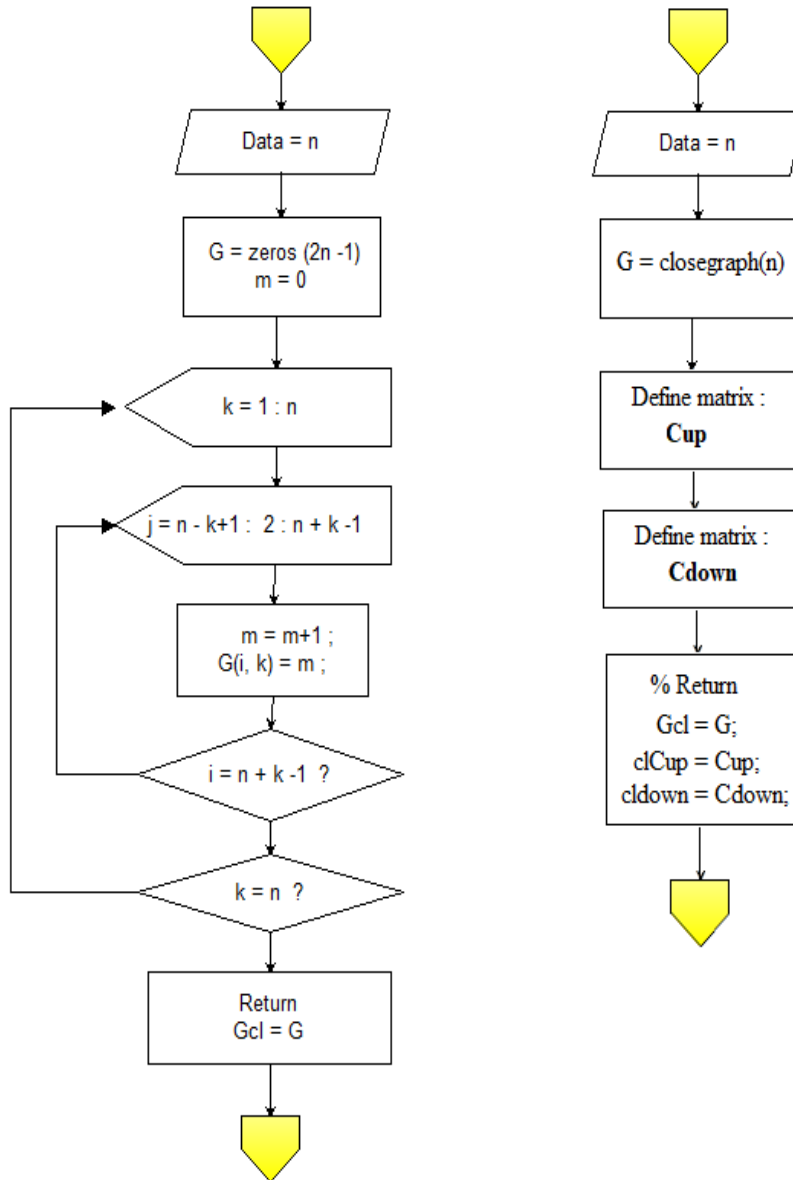 Data = n
G = zeros (2n -1)
m = 0
k = 1 : n
j = n - k+1 : 2 : n + k -1
m = m+1 ;
G(i, k) = m ;
i = n + k -1 ?
k = n ?
Return
Gcl = G
Data = n
G = closegraph(n)
Define matrix :
Cup
Define matrix :
Cdown
% Return
Gcl = G;
clCup = Cup;
cldown = Cdown;